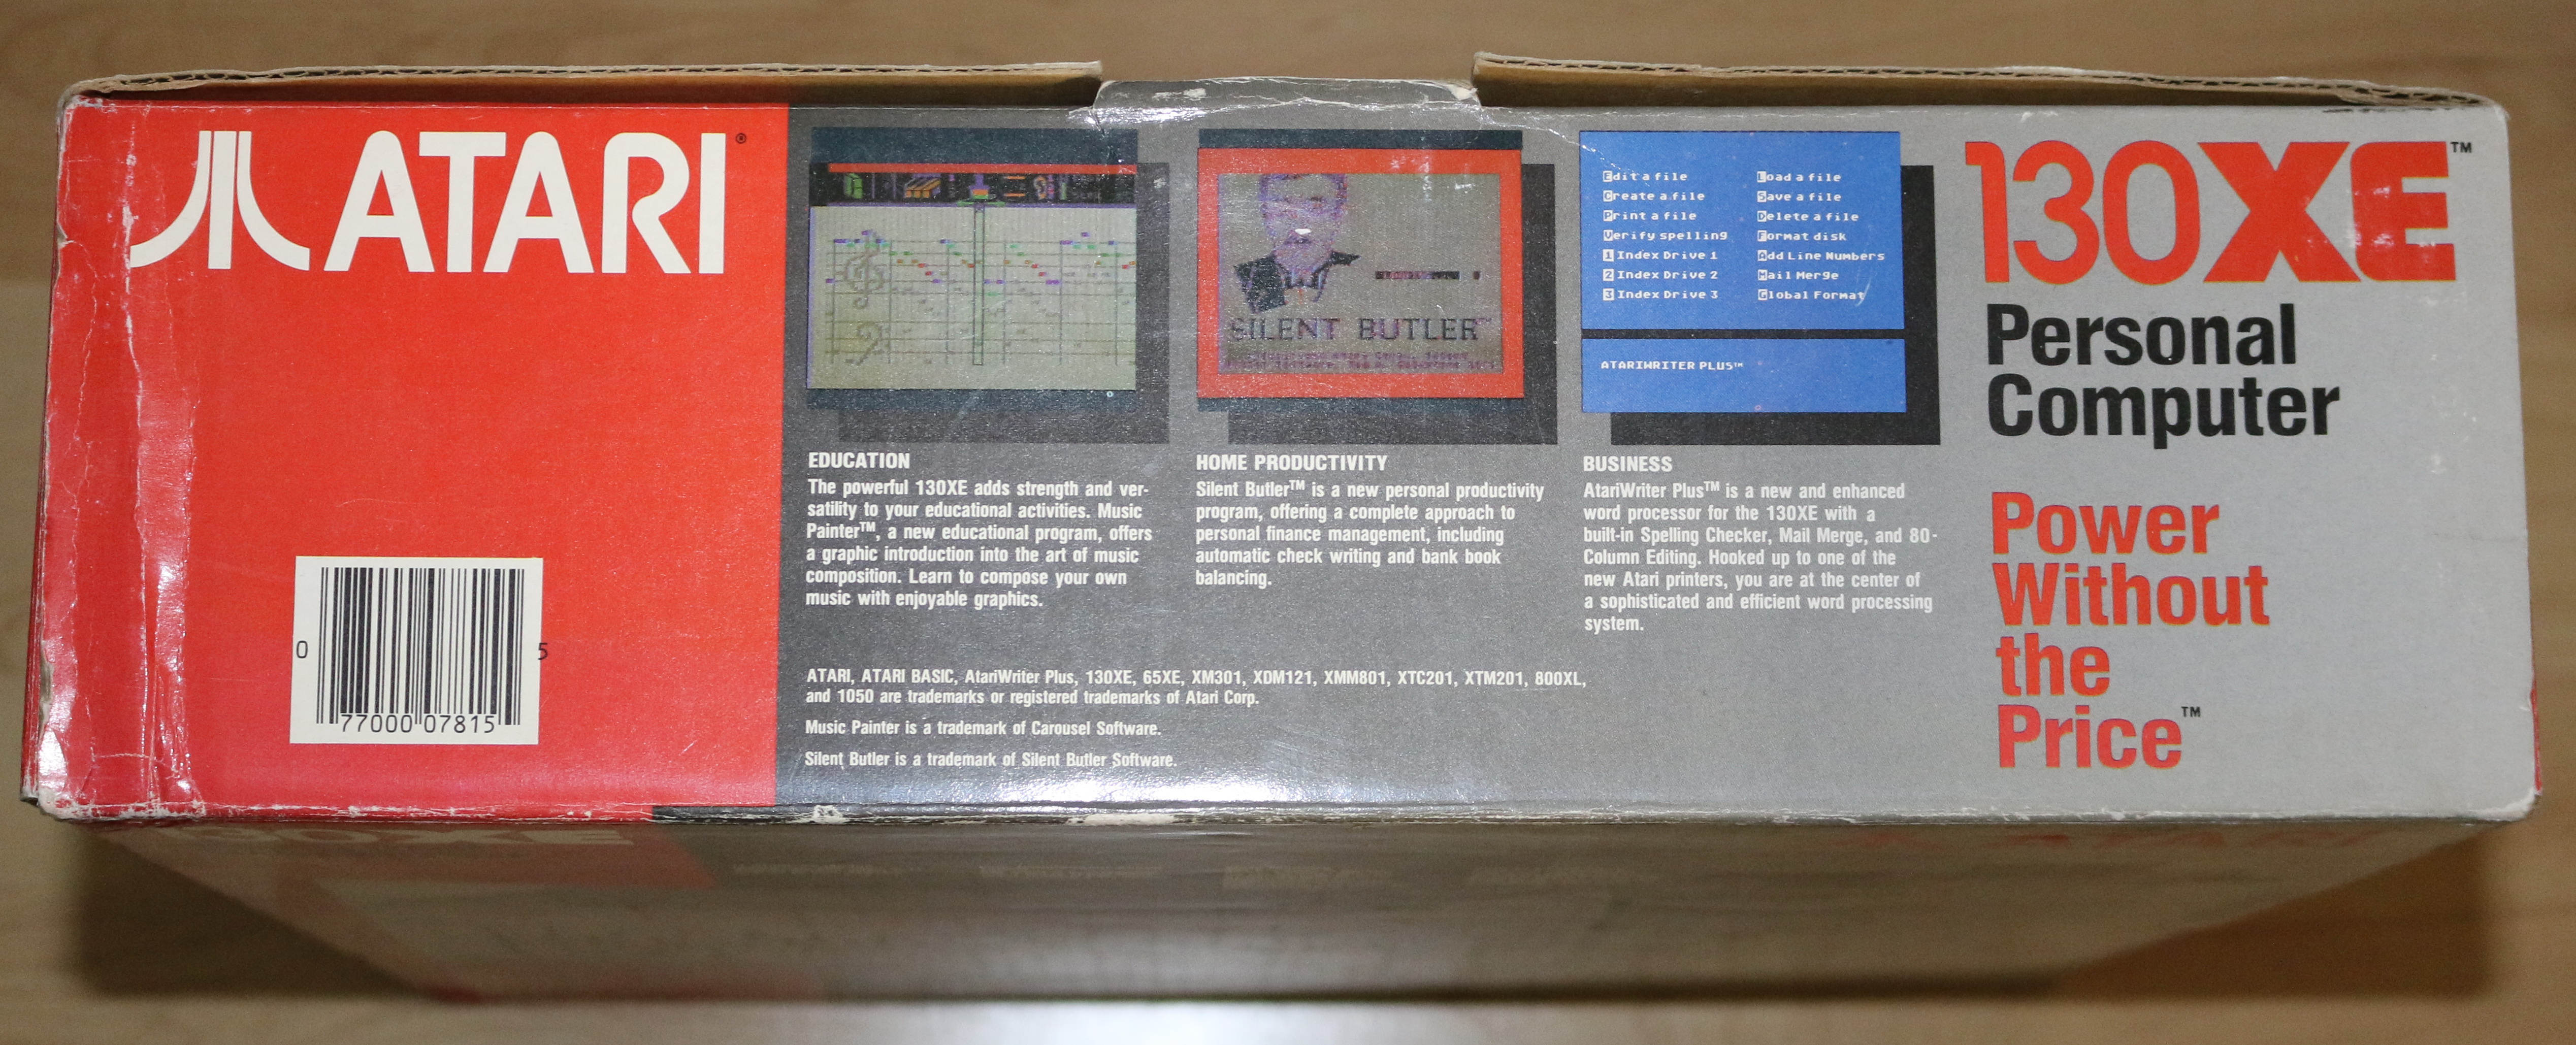 ATARI®
EDUCATION
The powerful 130XE adds strength and ver-
satility to your educational activities. Music
Painter™, a new educational program, offers
a graphic introduction into the art of music
composition. Learn to compose your own
music with enjoyable graphics.
SILENT BUTLER™
HOME PRODUCTIVITY
Silent Butler™ is a new personal productivity
program, offering a complete approach to
personal finance management, including
automatic check writing and bank book
balancing.
Edit a file Load a file
Create a file Save a file
Print a file Delete a file
Verify spelling Format disk
1 Index Drive 1 Add Line Numbers
2 Index Drive 2 Mail Merge
3 Index Drive 3 Global Format
ATARIWRITER PLUS™
BUSINESS
AtariWriter Plus™ is a new and enhanced
word processor for the 130XE with a
built-in Spelling Checker, Mail Merge, and 80-
Column Editing. Hooked up to one of the
new Atari printers, you are at the center of
a sophisticated and efficient word processing
system.
ATARI, ATARI BASIC, AtariWriter Plus, 130XE, 65XE, XM301, XDM121, XMM801, XTC201, XTM201, 800XL,
and 1050 are trademarks or registered trademarks of Atari Corp.
Music Painter is a trademark of Carousel Software.
Silent Butler is a trademark of Silent Butler Software.
130XE™
Personal
Computer
Power
Without
the
Price™
0 77000 07815 5
130XE
ATARI